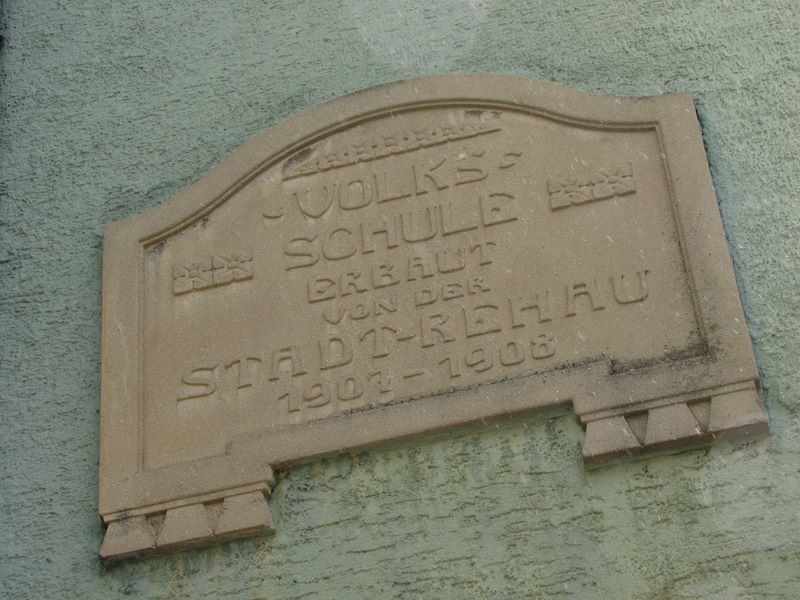 VOLKS-
SCHULE
ERBAUT
VON DER
STADT-REHAU
1907-1908